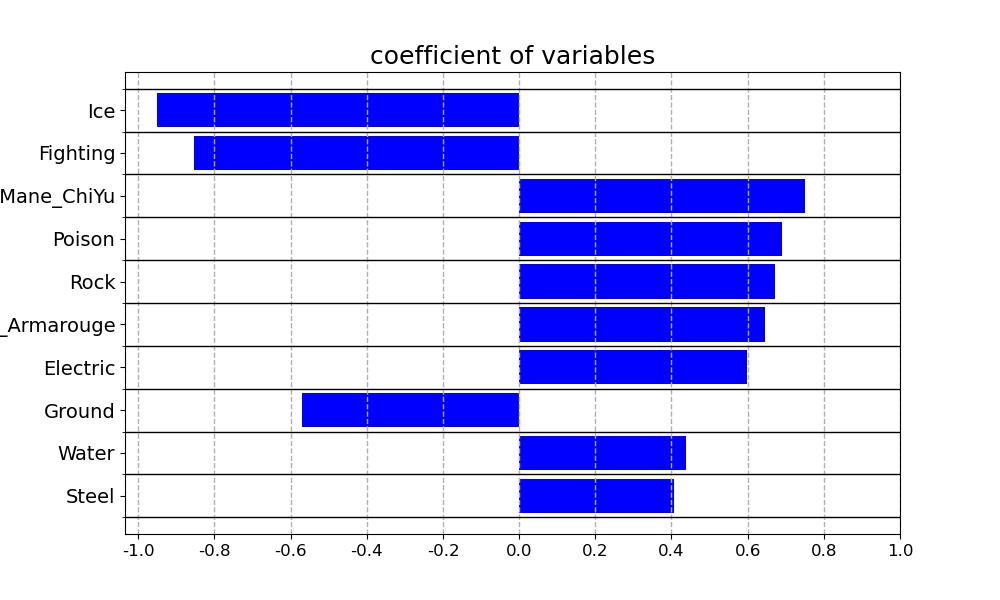 coefficient of variables
Ice
Fighting
Mane_ChiYu
Poison
Rock
_Armarouge
Electric
Ground
Water
Steel
-1.0 -0.8 -0.6 -0.4 -0.2 0.0 0.2 0.4 0.6 0.8 1.0